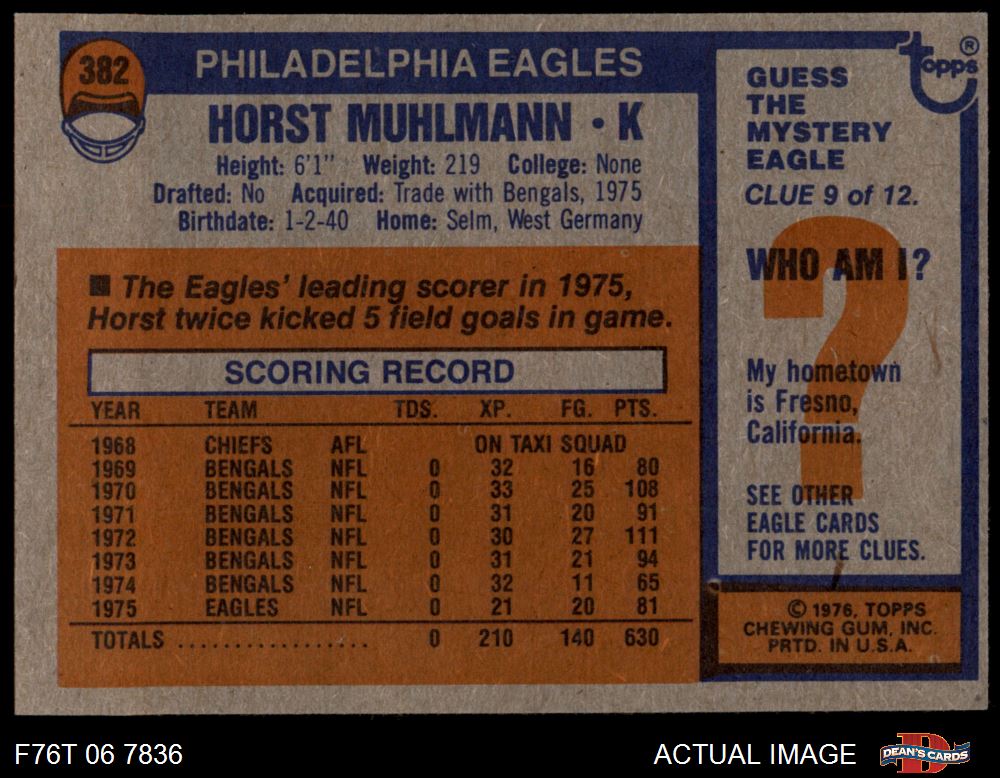 382
PHILADELPHIA EAGLES
HORST MUHLMANN • K
Height: 6'1" Weight: 219 College: None
Drafted: No Acquired: Trade with Bengals, 1975
Birthdate: 1-2-40 Home: Selm, West Germany
■ The Eagles' leading scorer in 1975,
Horst twice kicked 5 field goals in game.
SCORING RECORD
YEAR TEAM TDS. XP. FG. PTS.
1968 CHIEFS AFL ON TAXI SQUAD
1969 BENGALS NFL 0 32 16 80
1970 BENGALS NFL 0 33 25 108
1971 BENGALS NFL 0 31 20 91
1972 BENGALS NFL 0 30 27 111
1973 BENGALS NFL 0 31 21 94
1974 BENGALS NFL 0 32 11 65
1975 EAGLES NFL 0 21 20 81
TOTALS ................ 0 210 140 630
topps ®
GUESS
THE
MYSTERY
EAGLE
CLUE 9 of 12.
WHO AM I?
?
My hometown
is Fresno,
California.
SEE OTHER
EAGLE CARDS
FOR MORE CLUES.
© 1976, TOPPS
CHEWING GUM, INC.
PRTD. IN U.S.A.
F76T 06 7836
ACTUAL IMAGE
DEAN'S CARDS